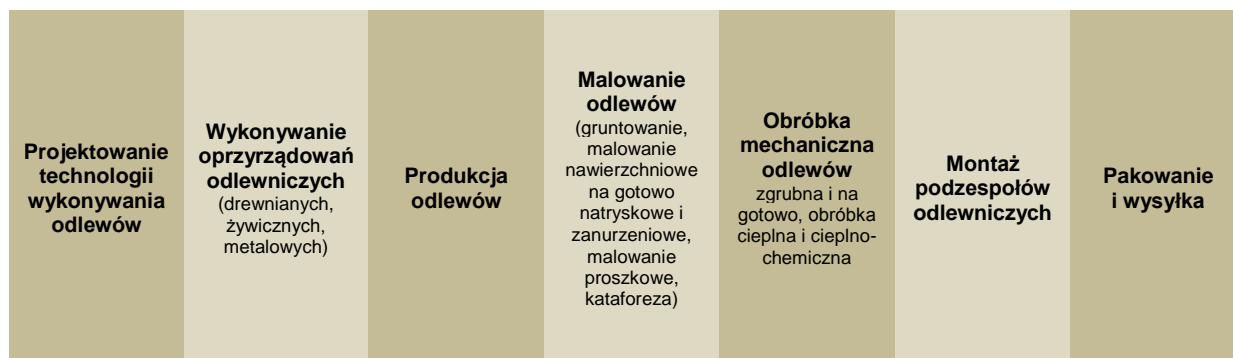 Projektowanie
technologii
wykonywania
odlewów
Wykonywanie
oprzyrządowań
odlewniczych
(drewnianych,
żywicznych,
metalowych)
Produkcja
odlewów
Malowanie
odlewów
(gruntowanie,
malowanie
nawierzchniowe
na gotowo
natryskowe i
zanurzeniowe,
malowanie
proszkowe,
kataforeza)
Obróbka
mechaniczna
odlewów
zgrubna i na
gotowo, obróbka
cieplna i cieplno-
chemiczna
Montaż
podzespołów
odlewniczych
Pakowanie
i wysyłka